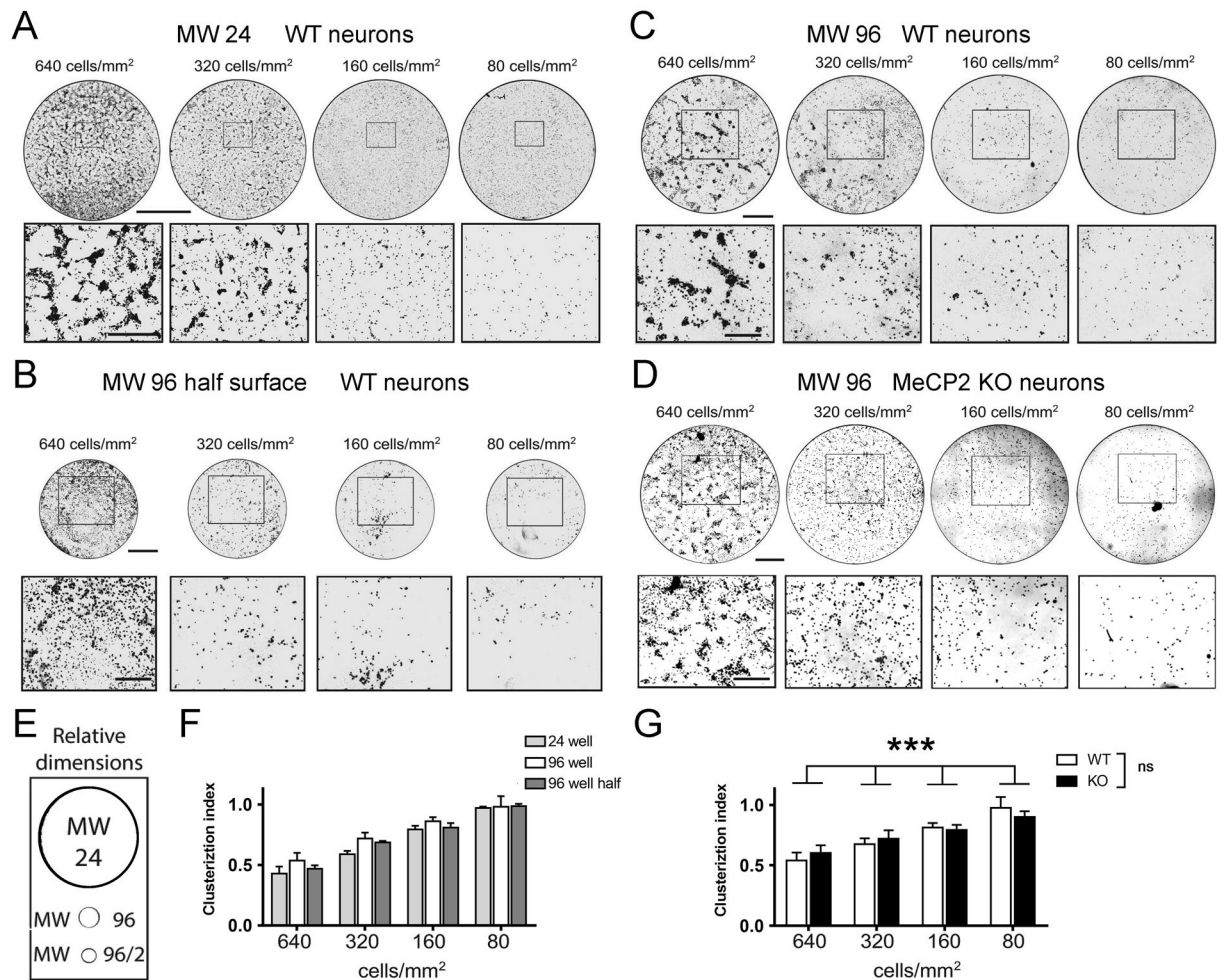 A
MW 24 WT neurons
640 cells/mm² 320 cells/mm² 160 cells/mm² 80 cells/mm²
B
MW 96 half surface WT neurons
640 cells/mm² 320 cells/mm² 160 cells/mm² 80 cells/mm²
C
MW 96 WT neurons
640 cells/mm² 320 cells/mm² 160 cells/mm² 80 cells/mm²
D
MW 96 MeCP2 KO neurons
640 cells/mm² 320 cells/mm² 160 cells/mm² 80 cells/mm²
E
Relative
dimensions
MW
24
MW 96
MW 96/2
F
24 well
96 well
96 well half
Clusteriztion index
1.0
0.5
0.0
640 320 160 80
cells/mm²
G
***
WT
KO
ns
Clusteriztion index
1.0
0.5
0.0
640 320 160 80
cells/mm²